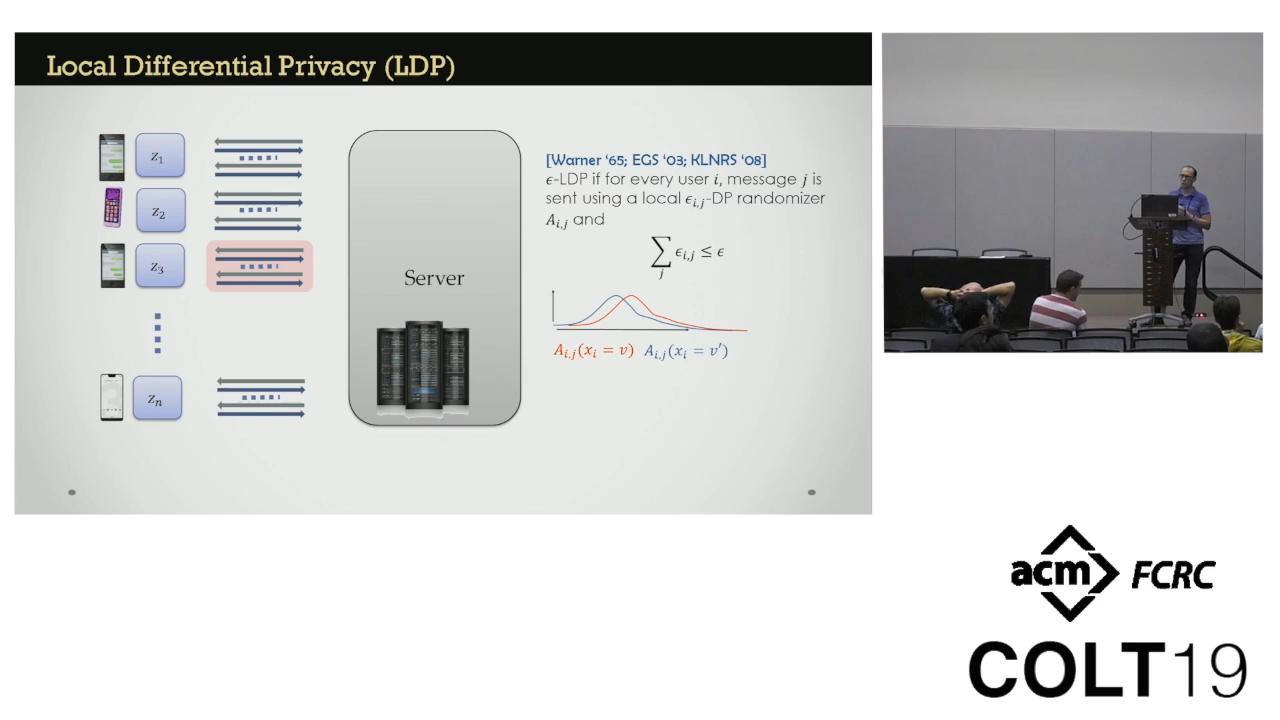 Local Differential Privacy (LDP)
z₁
z₂
z₃
zₙ
Server
[Warner '65; EGS '03; KLNRS '08]
ϵ-LDP if for every user i, message j is
sent using a local ϵᵢ,ⱼ-DP randomizer
Aᵢ,ⱼ and
∑ⱼ ϵᵢ,ⱼ ≤ ϵ
Aᵢ,ⱼ(xᵢ = v) Aᵢ,ⱼ(xᵢ = v′)
acm FCRC
COLT19